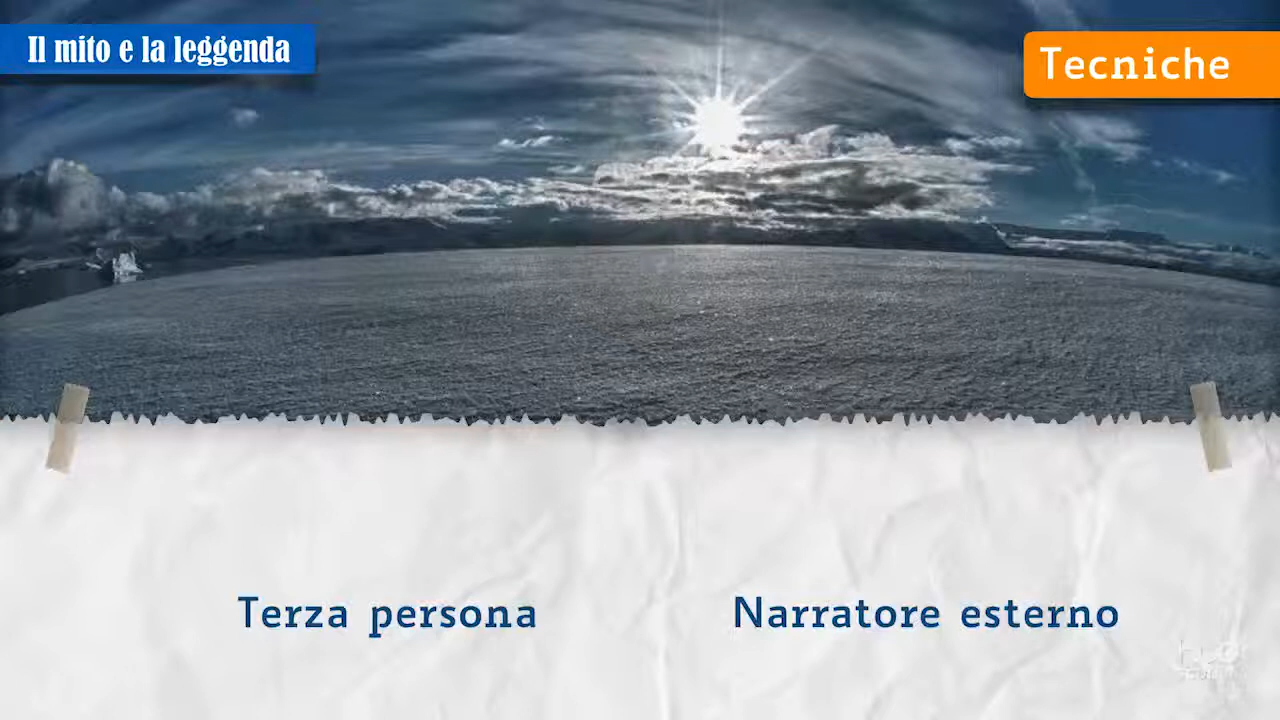 Il mito e la leggenda
Tecniche
Terza persona
Narratore esterno